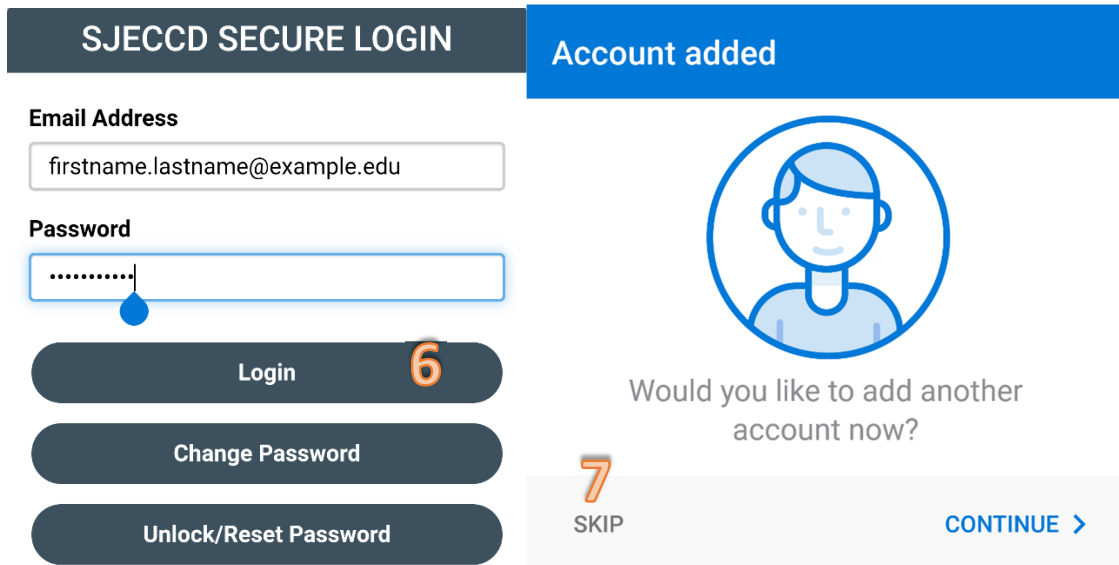 SJECCD SECURE LOGIN
Email Address
firstname.lastname@example.edu
Password
•••••••••••
Login
6
Change Password
Unlock/Reset Password
Account added
Would you like to add another
account now?
7
SKIP
CONTINUE >